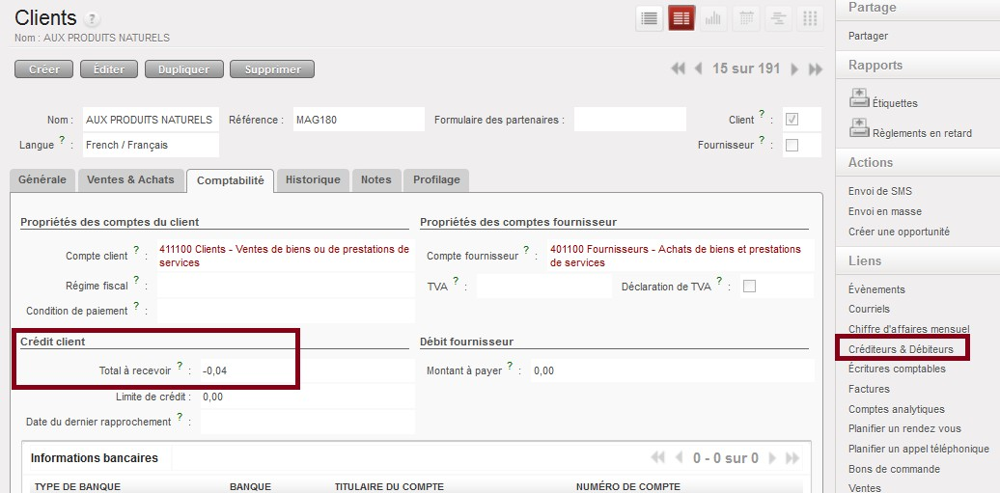 Clients ?
Nom : AUX PRODUITS NATURELS
Créer Éditer Dupliquer Supprimer
15 sur 191
Nom : AUX PRODUITS NATURELS Référence : MAG180 Formulaire des partenaires : Client ? :
Langue ? : French / Français Fournisseur ? :
Générale Ventes & Achats Comptabilité Historique Notes Profilage
Propriétés des comptes du client
Compte client ? : 411100 Clients - Ventes de biens ou de prestations de
services
Régime fiscal ? :
Condition de paiement ? :
Propriétés des comptes fournisseur
Compte fournisseur ? : 401100 Fournisseurs - Achats de biens et prestations
de services
TVA ? : Déclaration de TVA ? :
Crédit client
Total à recevoir ? : -0,04
Limite de crédit : 0,00
Date du dernier rapprochement ? :
Débit fournisseur
Montant à payer ? : 0,00
Informations bancaires 0 - 0 sur 0
TYPE DE BANQUE BANQUE TITULAIRE DU COMPTE NUMÉRO DE COMPTE
Partage
Partager
Rapports
Étiquettes
Règlements en retard
Actions
Envoi de SMS
Envoi en masse
Créer une opportunité
Liens
Évènements
Courriels
Chiffre d'affaires mensuel
Créditeurs & Débiteurs
Écritures comptables
Factures
Comptes analytiques
Planifier un rendez vous
Planifier un appel téléphonique
Bons de commande
Ventes